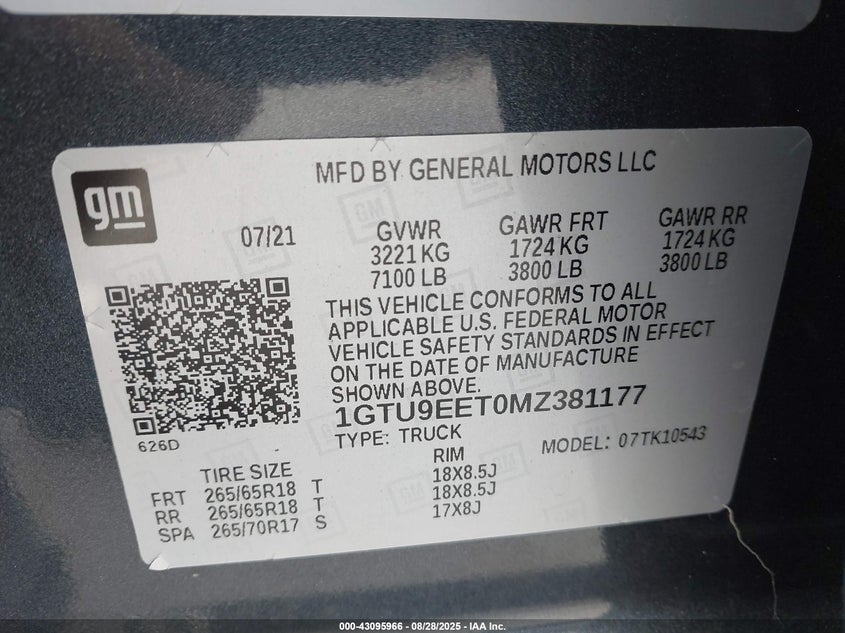 gm
MFD BY GENERAL MOTORS LLC
07/21
GVWR GAWR FRT GAWR RR
3221 KG 1724 KG 1724 KG
7100 LB 3800 LB 3800 LB
THIS VEHICLE CONFORMS TO ALL
APPLICABLE U.S. FEDERAL MOTOR
VEHICLE SAFETY STANDARDS IN EFFECT
ON THE DATE OF MANUFACTURE
SHOWN ABOVE.
1GTU9EET0MZ381177
626D
TYPE: TRUCK MODEL: 07TK10543
TIRE SIZE RIM
FRT 265/65R18 T 18X8.5J
RR 265/65R18 T 18X8.5J
SPA 265/70R17 S 17X8J
000-43095966 - 08/28/2025 - IAA Inc.